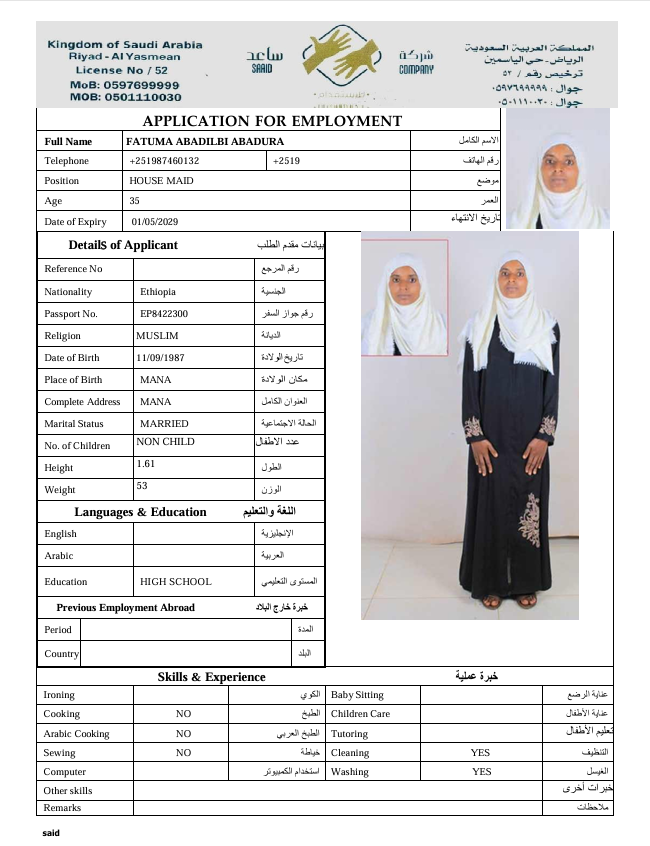 Kingdom of Saudi Arabia
Riyad - Al Yasmean
License No / 52
MoB: 0597699999
MOB: 0501110030
ساعد
SAAID
شركة
COMPANY
المملكة العربية السعودية
الرياض - حي الياسمين
ترخيص رقم / ٥٢
جوال : ٠٥٩٧٦٩٩٩٩٩
جوال : ٠٥٠١١١٠٠٣٠
APPLICATION FOR EMPLOYMENT
Full Name FATUMA ABADILBI ABADURA الاسم الكامل
Telephone +251987460132 +2519 رقم الهاتف
Position HOUSE MAID موضع
Age 35 العمر
Date of Expiry 01/05/2029 تاريخ الانتهاء
Details of Applicant بيانات مقدم الطلب
Reference No رقم المرجع
Nationality Ethiopia الجنسية
Passport No. EP8422300 رقم جواز السفر
Religion MUSLIM الديانة
Date of Birth 11/09/1987 تاريخ الولادة
Place of Birth MANA مكان الولادة
Complete Address MANA العنوان الكامل
Marital Status MARRIED الحالة الاجتماعية
No. of Children NON CHILD عدد الاطفال
Height 1.61 الطول
Weight 53 الوزن
Languages & Education اللغة والتعليم
English الإنجليزية
Arabic العربية
Education HIGH SCHOOL المستوى التعليمي
Previous Employment Abroad خبرة خارج البلاد
Period المدة
Country البلد
Skills & Experience خبرة عملية
Ironing الكوي Baby Sitting عناية الرضع
Cooking NO الطبخ Children Care عناية الأطفال
Arabic Cooking NO الطبخ العربي Tutoring تعليم الأطفال
Sewing NO خياطة Cleaning YES التنظيف
Computer استخدام الكمبيوتر Washing YES الغيسل
Other skills خبرات أخرى
Remarks ملاحظات
said